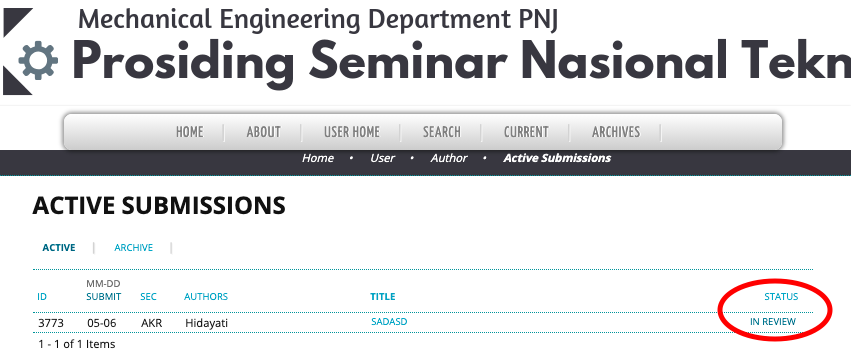 Mechanical Engineering Department PNJ
Prosiding Seminar Nasional Tekn
HOME ABOUT USER HOME SEARCH CURRENT ARCHIVES
Home • User • Author • Active Submissions
ACTIVE SUBMISSIONS
ACTIVE | ARCHIVE |
MM-DD
ID SUBMIT SEC AUTHORS TITLE STATUS
3773 05-06 AKR Hidayati SADASD IN REVIEW
1 - 1 of 1 Items